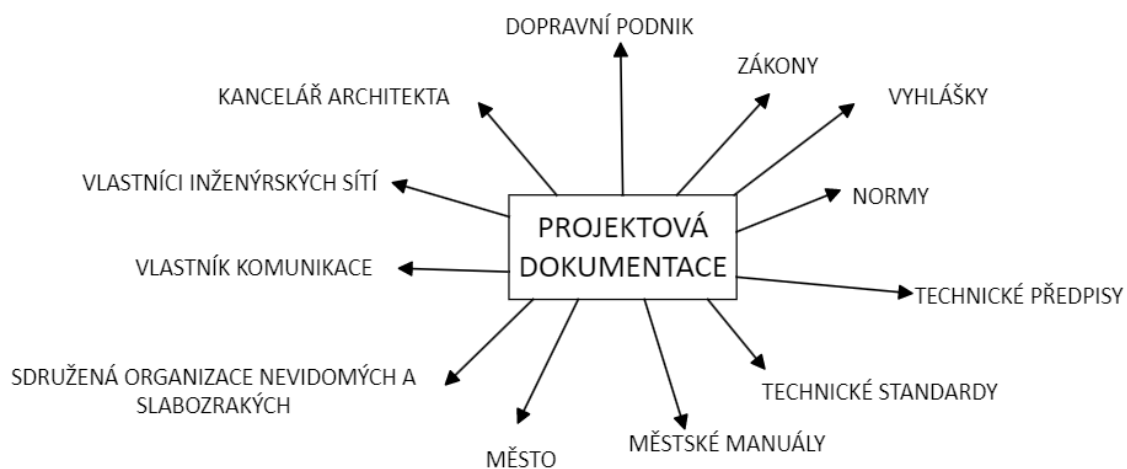 DOPRAVNÍ PODNIK
ZÁKONY
KANCELÁŘ ARCHITEKTA
VYHLÁŠKY
VLASTNÍCI INŽENÝRSKÝCH SÍTÍ
NORMY
PROJEKTOVÁ
DOKUMENTACE
VLASTNÍK KOMUNIKACE
TECHNICKÉ PŘEDPISY
SDRUŽENÁ ORGANIZACE NEVIDOMÝCH A
SLABOZRAKÝCH
TECHNICKÉ STANDARDY
MĚSTSKÉ MANUÁLY
MĚSTO